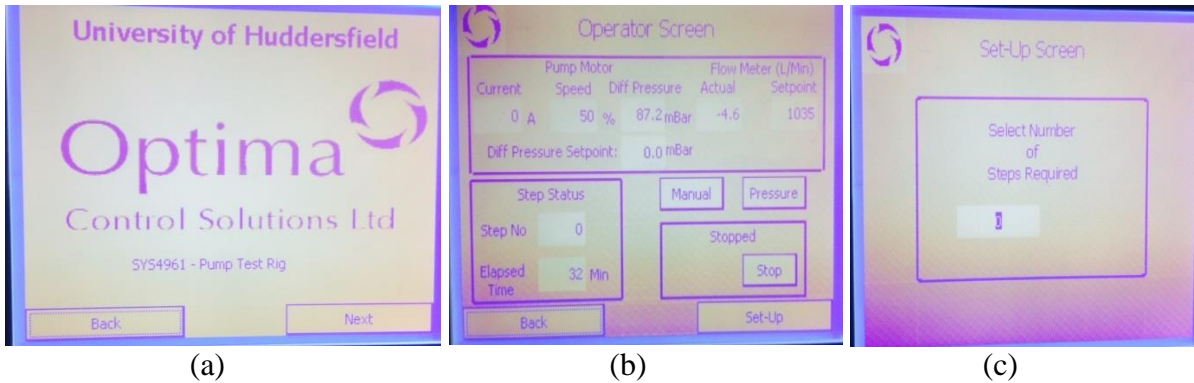 University of Huddersfield
Optima
Control Solutions Ltd
SYS4961 - Pump Test Rig
Back
Next
(a)
Operator Screen
Pump Motor
Flow Meter (L/Min)
Current Speed Diff Pressure Actual Setpoint
0 A 50 % 87.2 mBar -4.6 1035
Diff Pressure Setpoint: 0.0 mBar
Step Status
Step No 0
Elapsed
Time
32 Min
Manual
Pressure
Stopped
Stop
Back
Set-Up
(b)
Set-Up Screen
Select Number
of
Steps Required
0
(c)